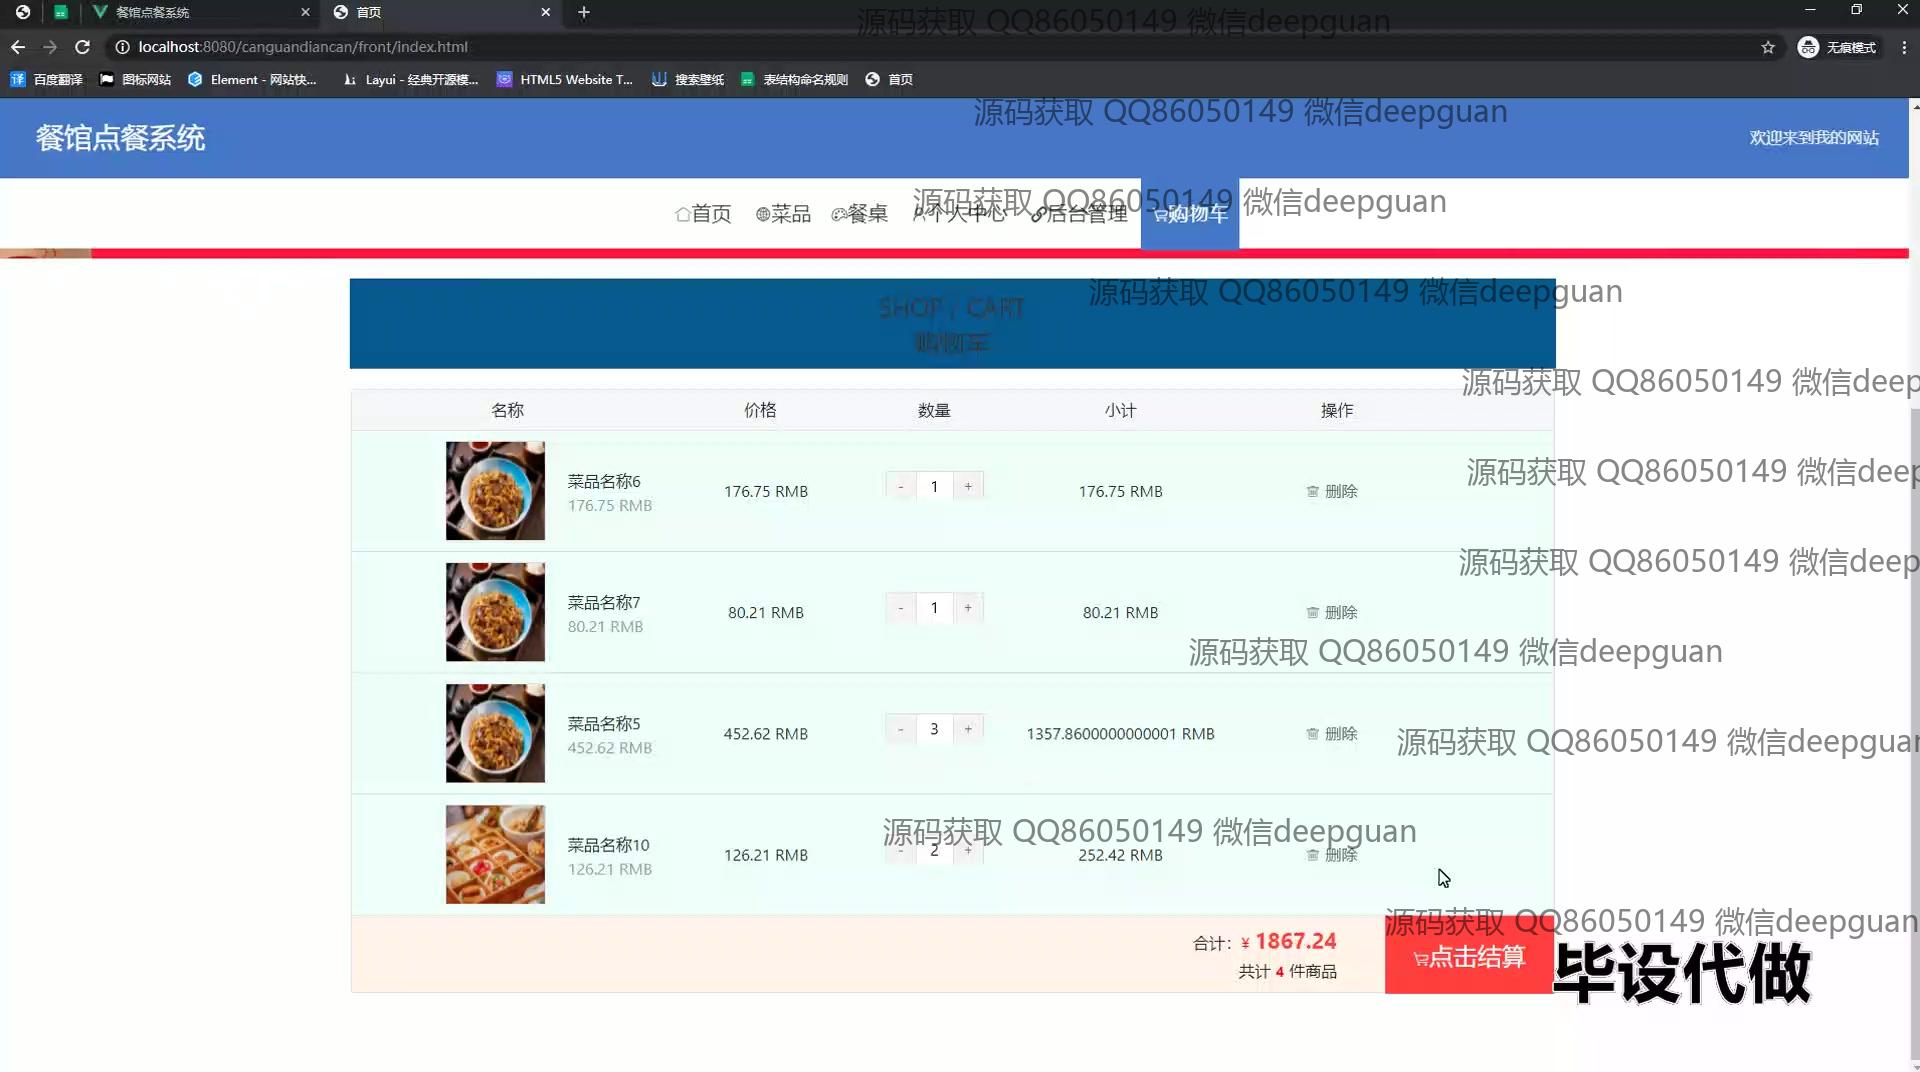 餐馆点餐系统
首页
源码获取 QQ86050149 微信deepguan
localhost:8080/canguandiancan/front/index.html
无痕模式
百度翻译
图标网站
Element - 网站快...
Layui - 经典开源模...
HTML5 Website T...
搜索壁纸
表结构命名规则
首页
源码获取 QQ86050149 微信deepguan
餐馆点餐系统
欢迎来到我的网站
源码获取 QQ86050149 微信deepguan
首页
菜品
餐桌
个人中心
后台管理
购物车
源码获取 QQ86050149 微信deepguan
SHOP / CART
购物车
源码获取 QQ86050149 微信deep
名称 价格 数量 小计 操作
源码获取 QQ86050149 微信deep
菜品名称6
176.75 RMB
176.75 RMB
- 1 +
176.75 RMB
删除
源码获取 QQ86050149 微信deep
菜品名称7
80.21 RMB
80.21 RMB
- 1 +
80.21 RMB
删除
源码获取 QQ86050149 微信deepguan
菜品名称5
452.62 RMB
452.62 RMB
- 3 +
1357.8600000000001 RMB
删除
源码获取 QQ86050149 微信deepguan
源码获取 QQ86050149 微信deepguan
菜品名称10
126.21 RMB
126.21 RMB
- 2 +
252.42 RMB
删除
源码获取 QQ86050149 微信deepguan
合计: ¥ 1867.24
共计 4 件商品
点击结算
毕设代做